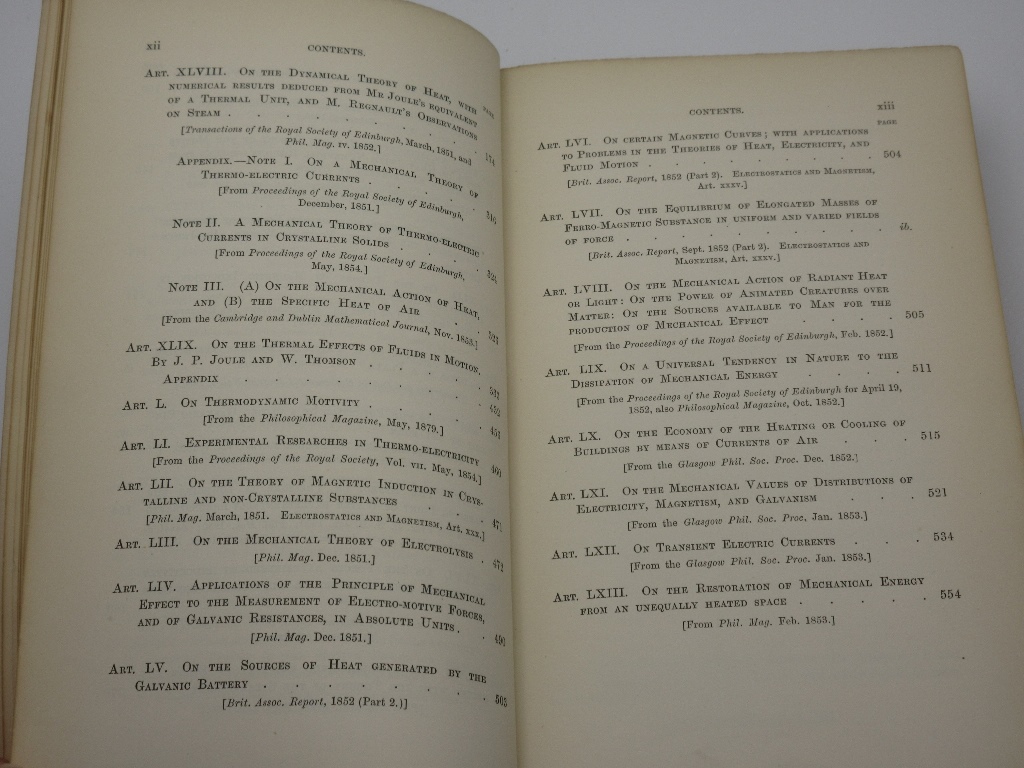 xii
CONTENTS.
PAGE
ART. XLVIII. ON THE DYNAMICAL THEORY OF HEAT, WITH
NUMERICAL RESULTS DEDUCED FROM MR JOULE'S EQUIVALENT
OF A THERMAL UNIT, AND M. REGNAULT'S OBSERVATIONS
ON STEAM . . . . . . . . 174
[Transactions of the Royal Society of Edinburgh, March, 1851, and
Phil. Mag. IV. 1852.]
APPENDIX.—NOTE I. ON A MECHANICAL THEORY OF
THERMO-ELECTRIC CURRENTS . . . . 316
[From Proceedings of the Royal Society of Edinburgh,
December, 1851.]
NOTE II. A MECHANICAL THEORY OF THERMO-ELECTRIC
CURRENTS IN CRYSTALLINE SOLIDS . . . 324
[From Proceedings of the Royal Society of Edinburgh,
May, 1854.]
NOTE III. (A) ON THE MECHANICAL ACTION OF HEAT,
AND (B) THE SPECIFIC HEAT OF AIR . .
[From the Cambridge and Dublin Mathematical Journal, Nov. 1853.]
ART. XLIX. ON THE THERMAL EFFECTS OF FLUIDS IN MOTION.
BY J. P. JOULE AND W. THOMSON . . . .
APPENDIX . . . . . . . .
ART. L. ON THERMODYNAMIC MOTIVITY . . . .
[From the Philosophical Magazine, May, 1879.]
ART. LI. EXPERIMENTAL RESEARCHES IN THERMO-ELECTRICITY
[From the Proceedings of the Royal Society, Vol. VII. May, 1854.]
ART. LII. ON THE THEORY OF MAGNETIC INDUCTION IN CRYS-
TALLINE AND NON-CRYSTALLINE SUBSTANCES . . . 471
[Phil. Mag. March, 1851. ELECTROSTATICS AND MAGNETISM, Art. XXX.]
ART. LIII. ON THE MECHANICAL THEORY OF ELECTROLYSIS . 472
[Phil. Mag. Dec. 1851.]
ART. LIV. APPLICATIONS OF THE PRINCIPLE OF MECHANICAL
EFFECT TO THE MEASUREMENT OF ELECTRO-MOTIVE FORCES,
AND OF GALVANIC RESISTANCES, IN ABSOLUTE UNITS . . 490
[Phil. Mag. Dec. 1851.]
ART. LV. ON THE SOURCES OF HEAT GENERATED BY THE
GALVANIC BATTERY . . . . . . . 503
[Brit. Assoc. Report, 1852 (Part 2.)]
CONTENTS.
xiii
PAGE
ART. LVI. ON CERTAIN MAGNETIC CURVES; WITH APPLICATIONS
TO PROBLEMS IN THE THEORIES OF HEAT, ELECTRICITY, AND
FLUID MOTION . . . . . . . . 504
[Brit. Assoc. Report, 1852 (Part 2). ELECTROSTATICS AND MAGNETISM,
Art. XXXV.]
ART. LVII. ON THE EQUILIBRIUM OF ELONGATED MASSES OF
FERRO-MAGNETIC SUBSTANCE IN UNIFORM AND VARIED FIELDS
OF FORCE . . . . . . . . . ib.
[Brit. Assoc. Report, Sept. 1852 (Part 2). ELECTROSTATICS AND
MAGNETISM, Art. XXXV.]
ART. LVIII. ON THE MECHANICAL ACTION OF RADIANT HEAT
OR LIGHT: ON THE POWER OF ANIMATED CREATURES OVER
MATTER: ON THE SOURCES AVAILABLE TO MAN FOR THE
PRODUCTION OF MECHANICAL EFFECT . . . . 505
[From the Proceedings of the Royal Society of Edinburgh, Feb. 1852.]
ART. LIX. ON A UNIVERSAL TENDENCY IN NATURE TO THE
DISSIPATION OF MECHANICAL ENERGY . . . . 511
[From the Proceedings of the Royal Society of Edinburgh for April 19,
1852, also Philosophical Magazine, Oct. 1852.]
ART. LX. ON THE ECONOMY OF THE HEATING OR COOLING OF
BUILDINGS BY MEANS OF CURRENTS OF AIR . . . 515
[From the Glasgow Phil. Soc. Proc. Dec. 1852.]
ART. LXI. ON THE MECHANICAL VALUES OF DISTRIBUTIONS OF
ELECTRICITY, MAGNETISM, AND GALVANISM . . . 521
[From the Glasgow Phil. Soc. Proc. Jan. 1853.]
ART. LXII. ON TRANSIENT ELECTRIC CURRENTS . . . 534
[From the Glasgow Phil. Soc. Proc. Jan. 1853.]
ART. LXIII. ON THE RESTORATION OF MECHANICAL ENERGY
FROM AN UNEQUALLY HEATED SPACE . . . . . 554
[From Phil. Mag. Feb. 1853.]